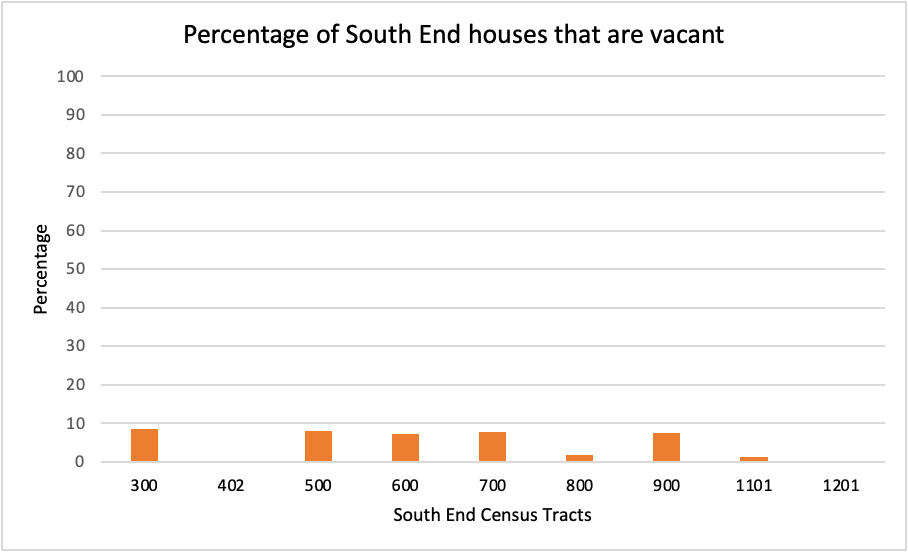 Percentage of South End houses that are vacant
100
90
80
70
60
50
40
30
20
10
0
Percentage
300 402 500 600 700 800 900 1101 1201
South End Census Tracts